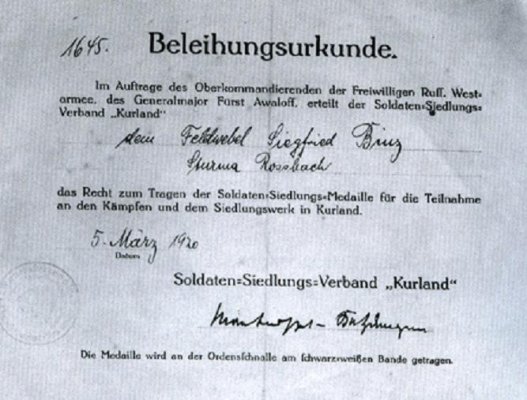 1645.
Beleihungsurkunde.
Im Auftrage des Oberkommandierenden der Freiwilligen Russ. West=
armee, des Generalmajor Fürst Awaloff, erteilt der Soldaten=Siedlungs=
Verband „Kurland"
dem Feldwebel Siegfried Binz
Sturma Rossbach
das Recht zum Tragen der Soldaten=Siedlungs=Medaille für die Teilnahme
an den Kämpfen und dem Siedlungswerk in Kurland.
5. März 1920
Datum
Soldaten=Siedlungs=Verband „Kurland"
Die Medaille wird an der Ordensschnalle am schwarzweißen Bande getragen.